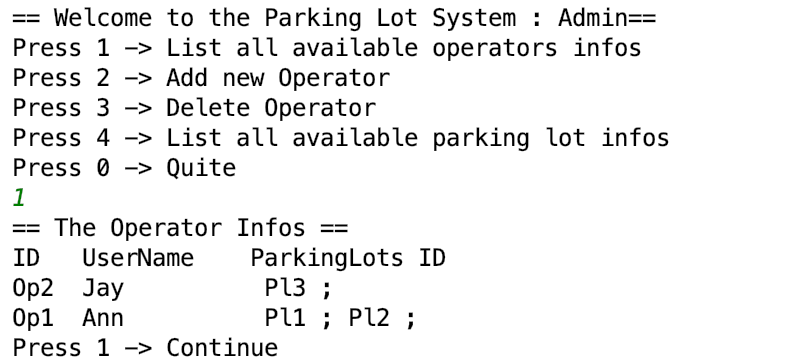 == Welcome to the Parking Lot System : Admin==
Press 1 -> List all available operators infos
Press 2 -> Add new Operator
Press 3 -> Delete Operator
Press 4 -> List all available parking lot infos
Press 0 -> Quite
1
== The Operator Infos ==
ID   UserName    ParkingLots ID
Op2  Jay          Pl3 ;
Op1  Ann          Pl1 ; Pl2 ;
Press 1 -> Continue